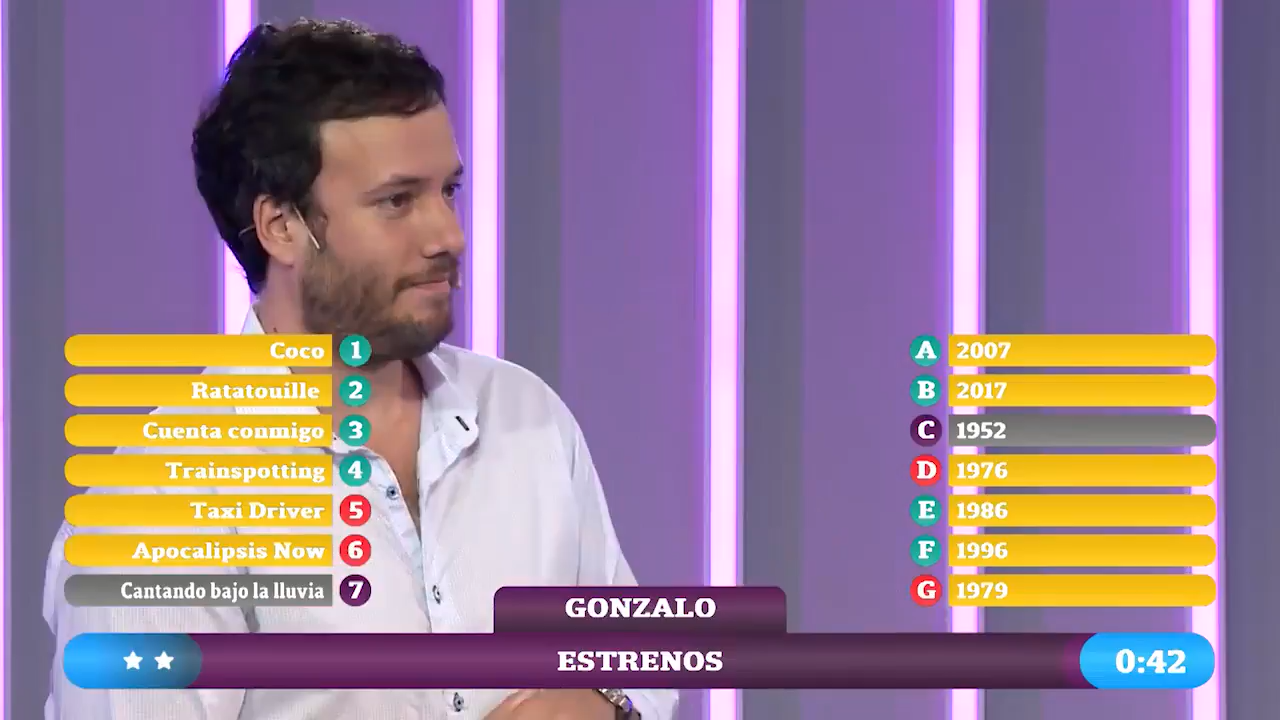 Coco 1
Ratatouille 2
Cuenta conmigo 3
Trainspotting 4
Taxi Driver 5
Apocalipsis Now 6
Cantando bajo la lluvia 7
A 2007
B 2017
C 1952
D 1976
E 1986
F 1996
G 1979
GONZALO
ESTRENOS
0:42